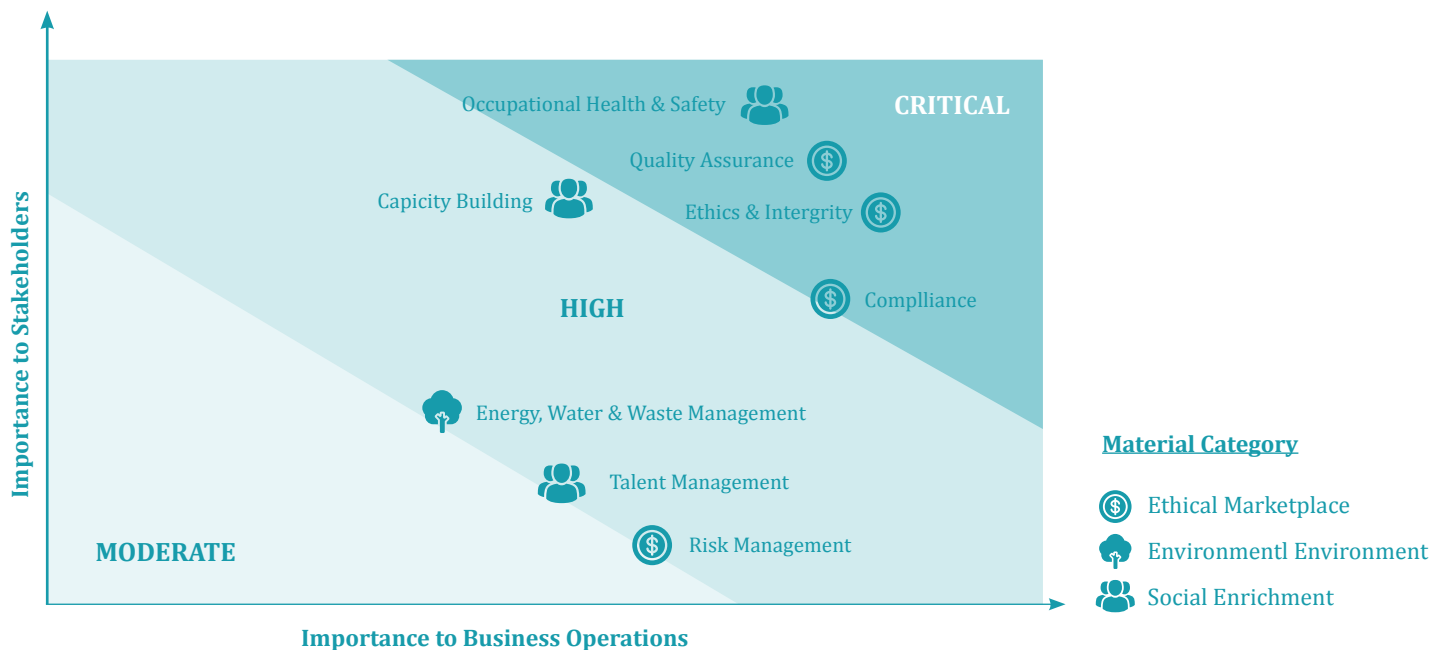 Importance to Stakeholders
Occupational Health & Safety
CRITICAL
Quality Assurance
Capicity Building
Ethics & Intergrity
HIGH
Complliance
Energy, Water & Waste Management
Talent Management
MODERATE
Risk Management
Importance to Business Operations
Material Category
Ethical Marketplace
Environmentl Environment
Social Enrichment